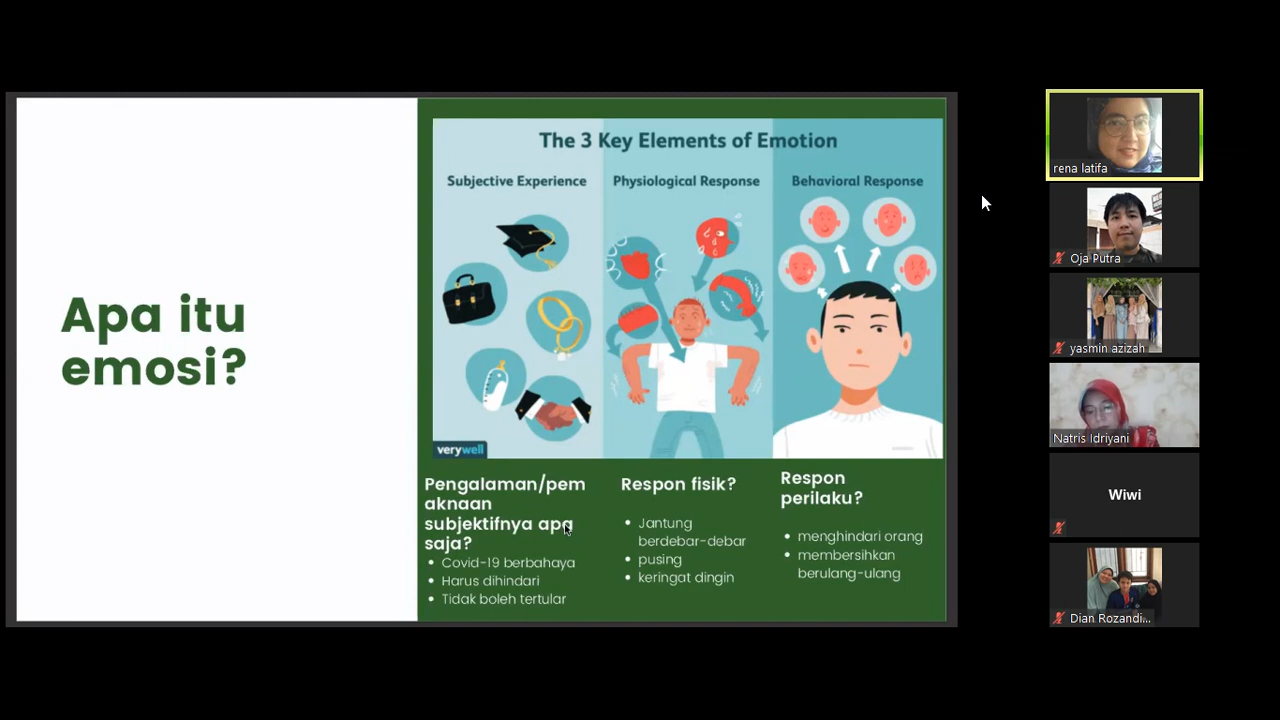 Apa itu
emosi?
The 3 Key Elements of Emotion
Subjective Experience
Physiological Response
Behavioral Response
verywell
Pengalaman/pem
aknaan
subjektifnya apa
saja?
• Covid-19 berbahaya
• Harus dihindari
• Tidak boleh tertular
Respon fisik?
• Jantung
berdebar-debar
• pusing
• keringat dingin
Respon
perilaku?
• menghindari orang
• membersihkan
berulang-ulang
rena latifa
Oja Putra
yasmin azizah
Natris Idriyani
Wiwi
Dian Rozandi...